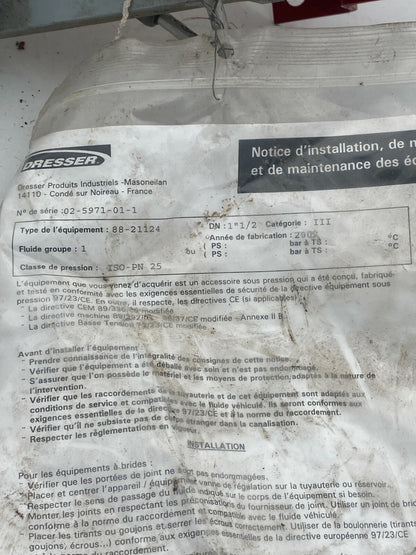 DRESSER
Notice d'installation, de m
et de maintenance des éq
Dresser Produits Industriels -Masoneilan
14110 - Condé sur Noireau - France
N° de série :02-5971-01-1
Type de l'équipement : 88-21124
DN : 1"1/2 Catégorie : III
Année de fabrication :
Fluide groupe : 1
ou ( PS : bar à TS : °C
( PS : bar à TS : °C
Classe de pression : ISO-PN 25
L'équipement que vous venez d'acquérir est un accessoire sous pression qui a été conçu, fabriqué
et testé en conformité avec les exigences essentielles de sécurité de la directive équipement sous
pression 97/23/CE. En outre, il respecte, les directives CE (si applicables) :
- La directive CEM 89/336/CE modifiée
- La directive machine 98/37/CE modifiée - Annexe II B
- La directive Basse Tension 73/23/CE modifiée
Avant d'installer l'équipement
- Prendre connaissance de l'intégralité des consignes de cette notice.
- Vérifier que l'équipement a été déballé avec soin et n'est pas endommagé.
- S'assurer que l'on possède le matériel et les moyens de protection adaptés à la nature de
l'intervention.
- Vérifier que les raccordements de la tuyauterie et de cet équipement sont adaptés aux
conditions de service et compatibles avec le fluide véhiculé. Ils seront conformes aux
exigences essentielles de la directive 97/23/CE et à la norme du raccordement.
- Vérifier qu'il ne subsiste pas de corps étranger dans la canalisation.
- Respecter les réglementations en vigueur.
INSTALLATION
Pour les équipements à brides :
- Vérifier que les portées de joint ne sont pas endommagées.
- Placer et centrer l'appareil / équipement vanne de régulation sur la tuyauterie ou réservoir.
- Respecter le sens de passage du fluide indiqué sur le corps de l'équipement si besoin.
- Monter les joints en respectant les préconisations du fournisseur de joint. Utiliser un joint de brid
conforme à la norme du raccordement et compatible avec le fluide véhiculé.
- Placer les tirants ou goujons et serrer les écrous correctement. Utiliser de la boulonnerie (tirants
goujons, écrous...) conforme aux exigences essentielles de la directive européenne 97/23/CE
norme du raccordement.